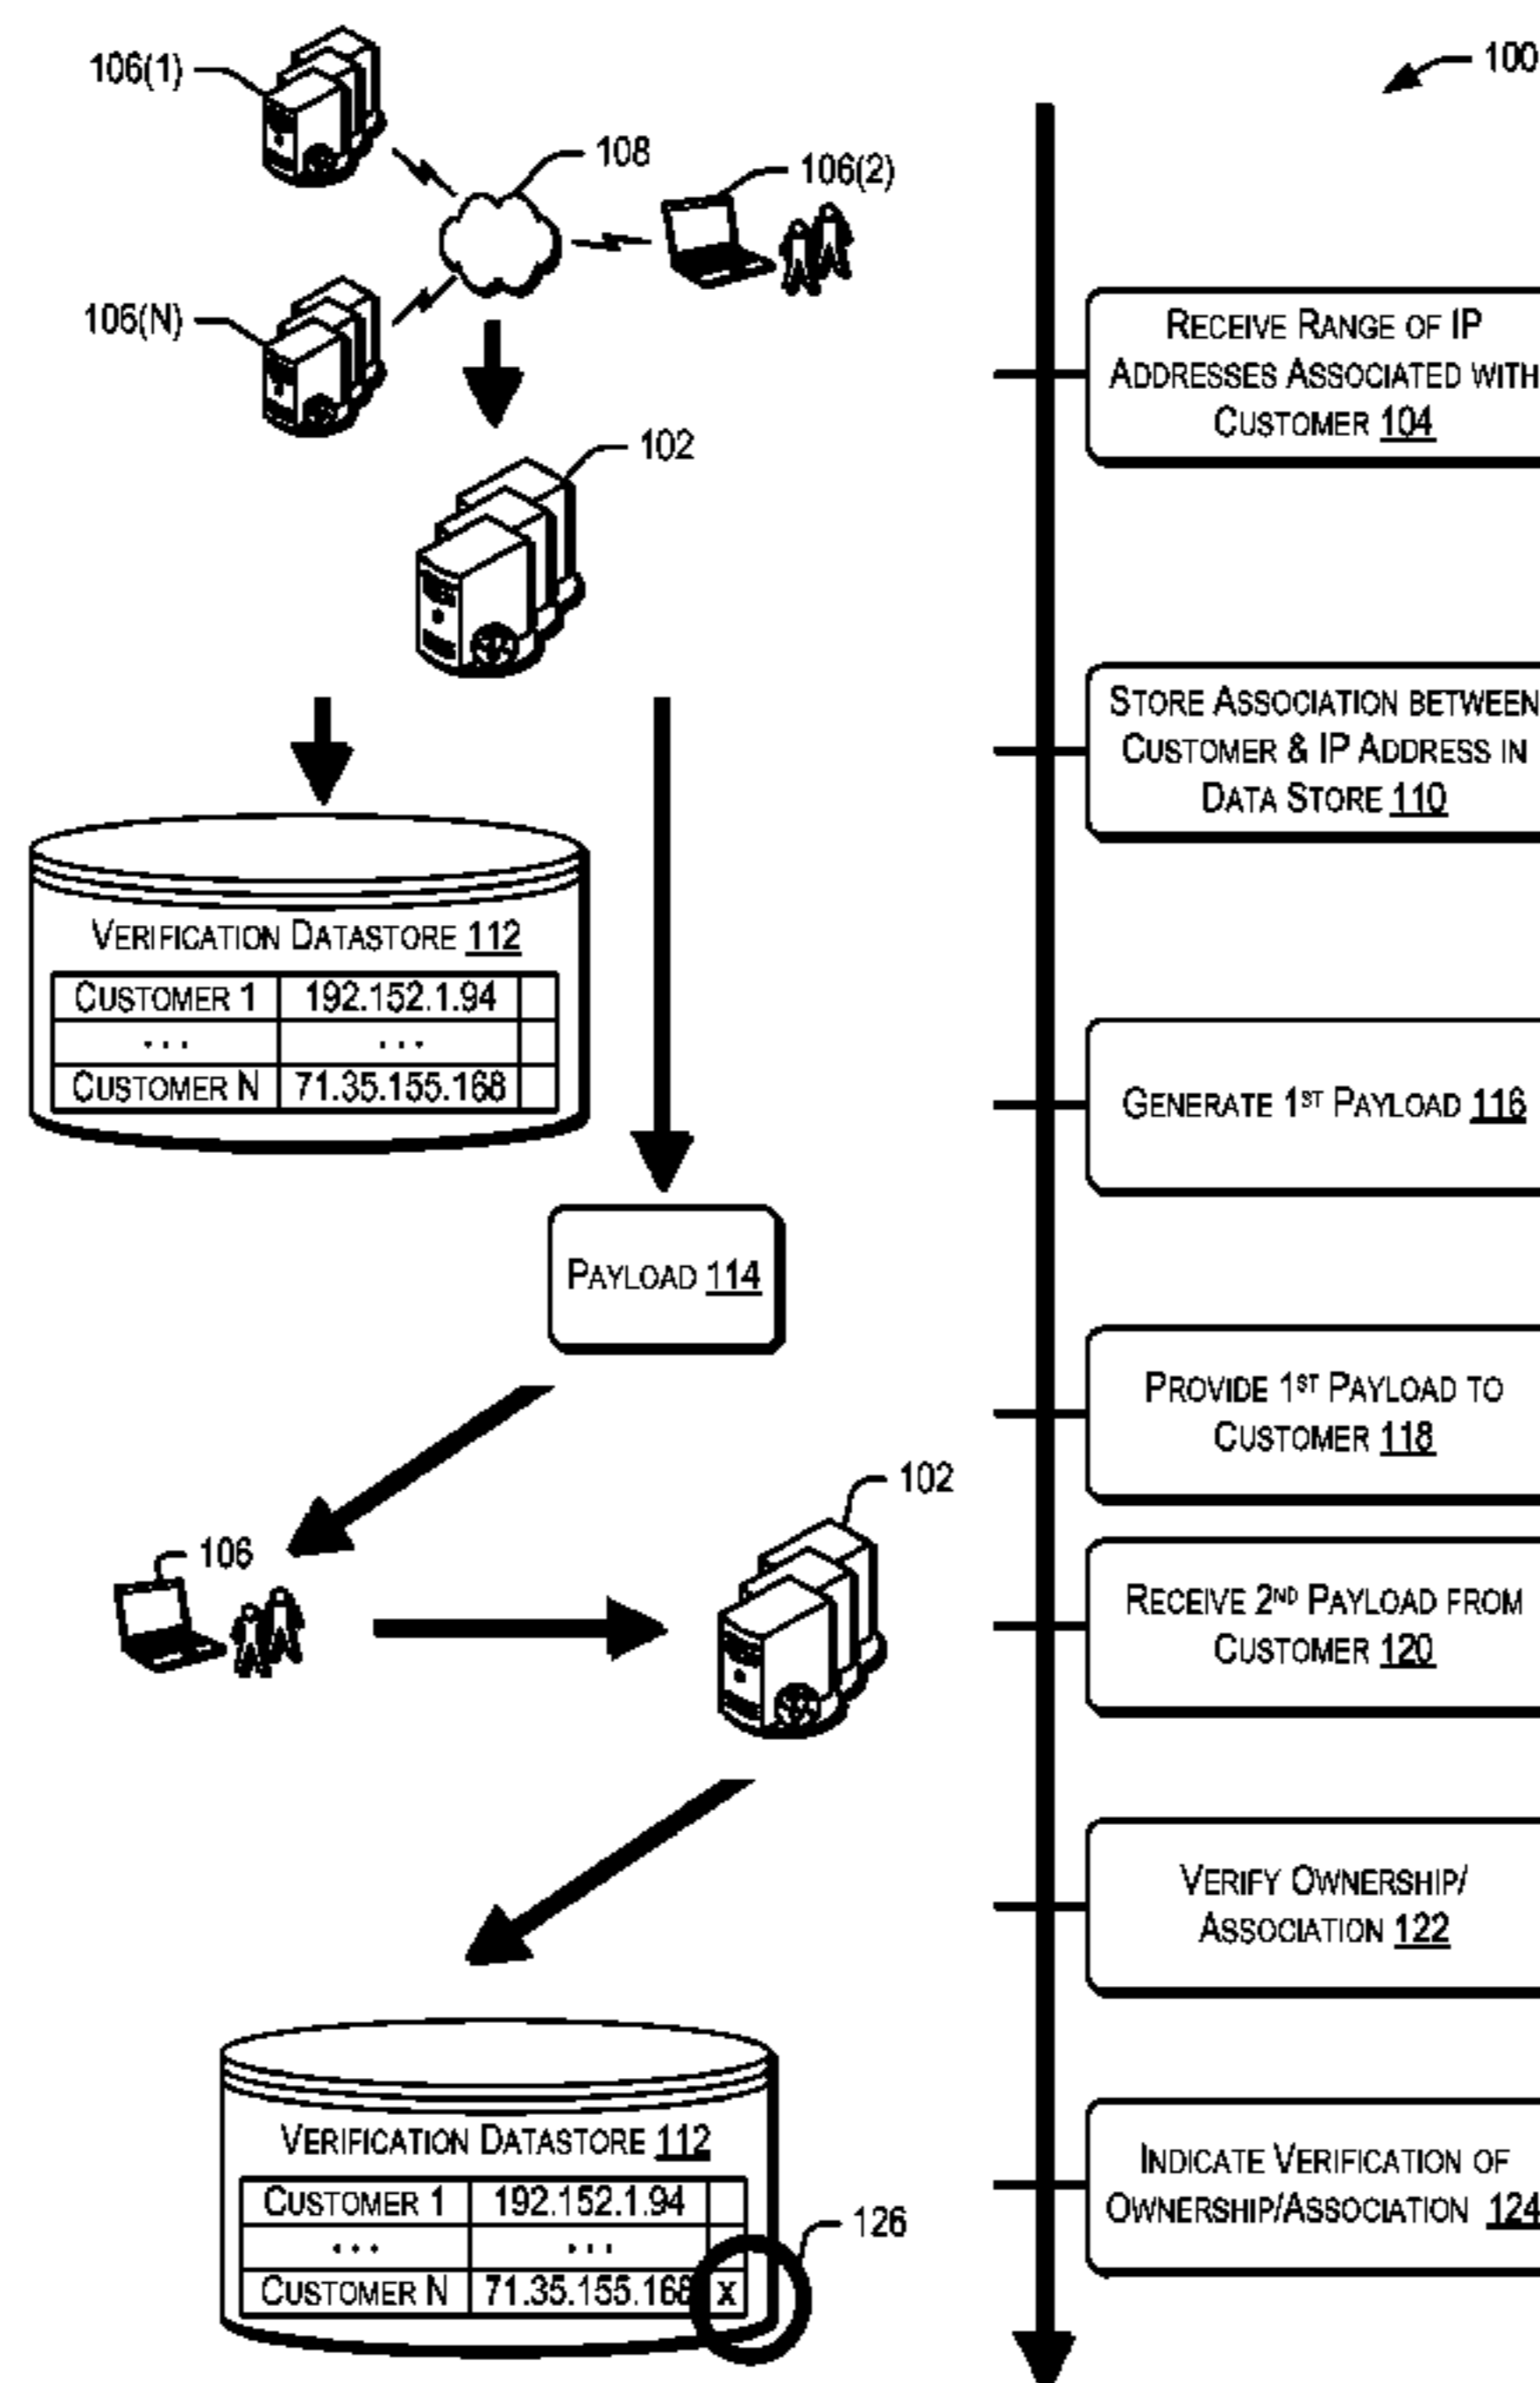 106(1)
100
108
106(2)
106(N)
RECEIVE RANGE OF IP
ADDRESSES ASSOCIATED WITH
CUSTOMER 104
102
STORE ASSOCIATION BETWEEN
CUSTOMER & IP ADDRESS IN
DATA STORE 110
VERIFICATION DATASTORE 112
CUSTOMER 1 192.152.1.94
... ...
CUSTOMER N 71.35.155.168
GENERATE 1ST PAYLOAD 116
PAYLOAD 114
PROVIDE 1ST PAYLOAD TO
CUSTOMER 118
102
106
RECEIVE 2ND PAYLOAD FROM
CUSTOMER 120
VERIFY OWNERSHIP/
ASSOCIATION 122
VERIFICATION DATASTORE 112
CUSTOMER 1 192.152.1.94
... ...
CUSTOMER N 71.35.155.168 X
126
INDICATE VERIFICATION OF
OWNERSHIP/ASSOCIATION 124